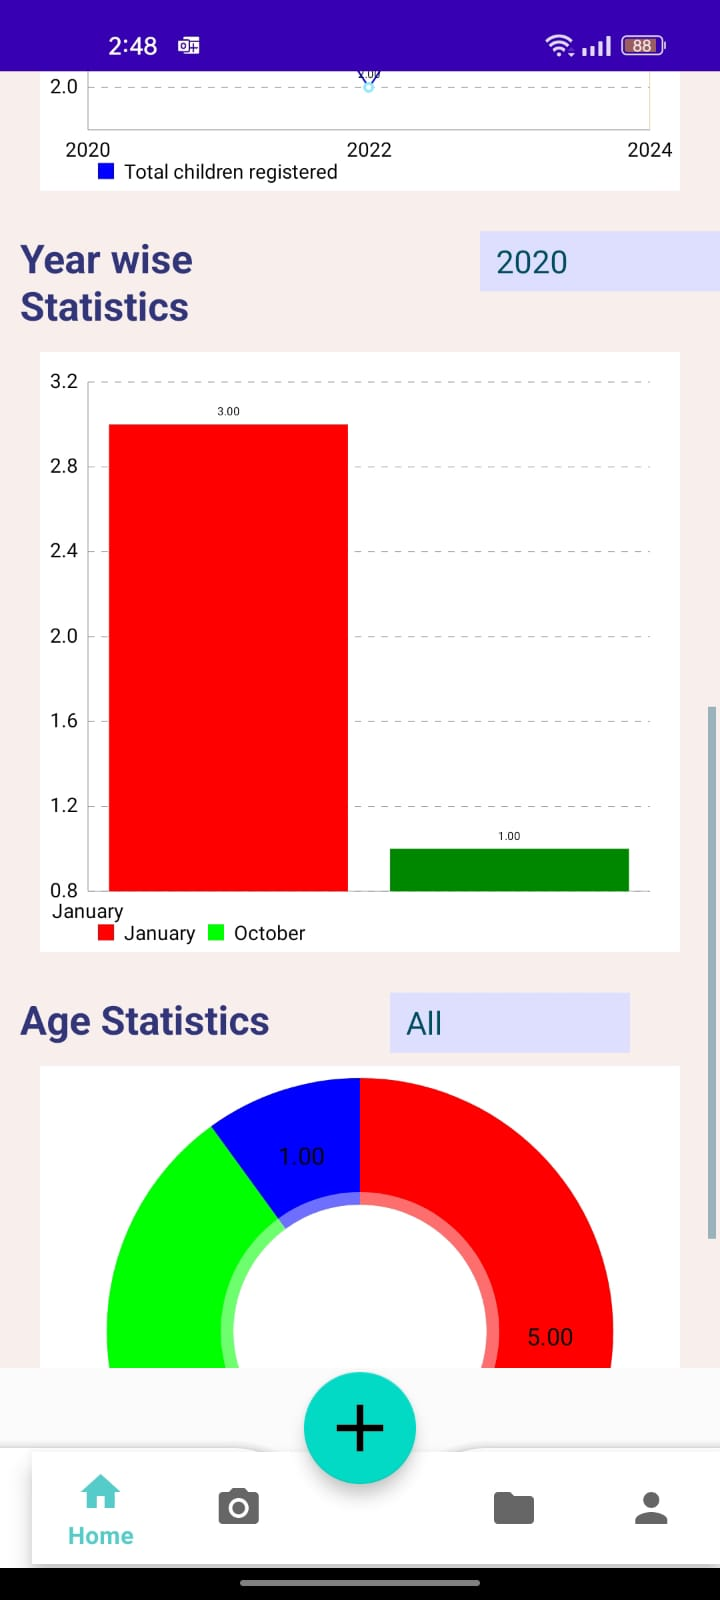 2:48
88
2.00
2.0
2020 2022 2024
Total children registered
Year wise
Statistics
2020
3.2
3.00
2.8
2.4
2.0
1.6
1.2
1.00
0.8
January
January October
Age Statistics
All
1.00
5.00
Home